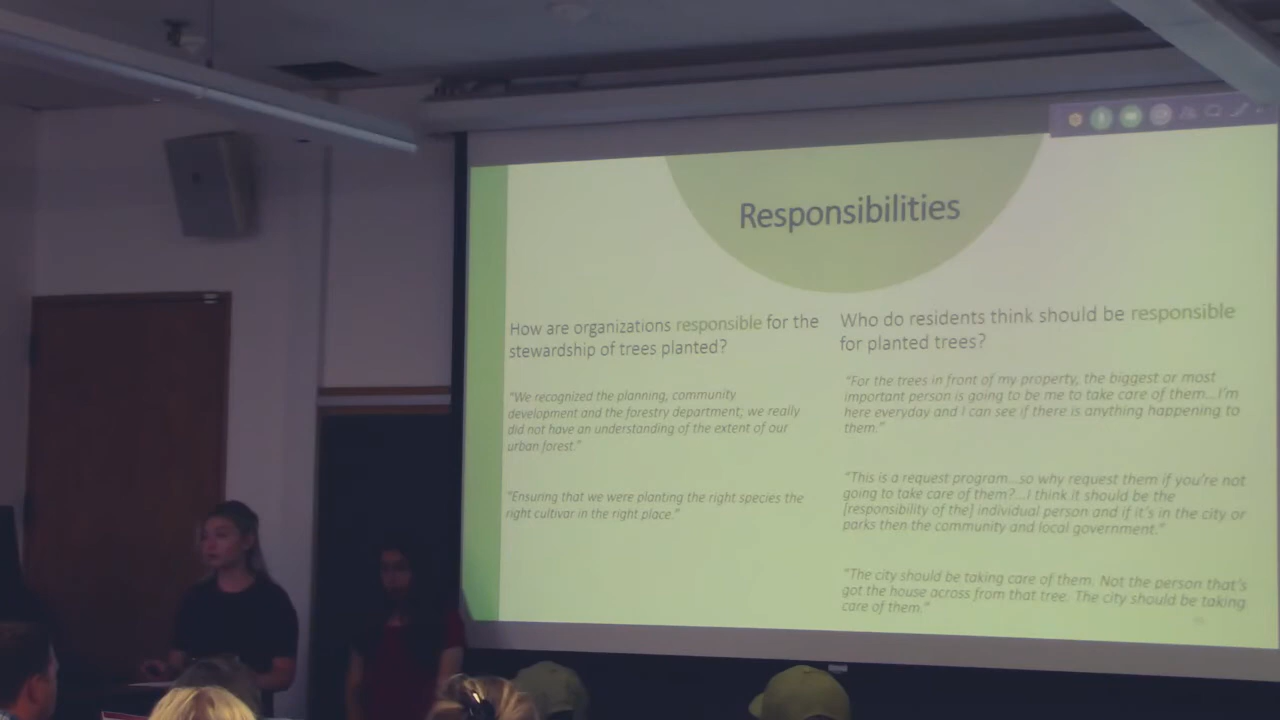 Responsibilities
How are organizations responsible for the
stewardship of trees planted?
"We recognized the planning, community
development and the forestry department; we really
did not have an understanding of the extent of our
urban forest."
"Ensuring that we were planting the right species the
right cultivar in the right place."
Who do residents think should be responsible
for planted trees?
"For the trees in front of my property, the biggest or most
important person is going to be me to take care of them...I'm
here everyday and I can see if there is anything happening to
them."
"This is a request program...so why request them if you're not
going to take care of them?...I think it should be the
[responsibility of the] individual person and if it's in the city or
parks then the community and local government."
"The city should be taking care of them. Not the person that's
got the house across from that tree. The city should be taking
care of them."